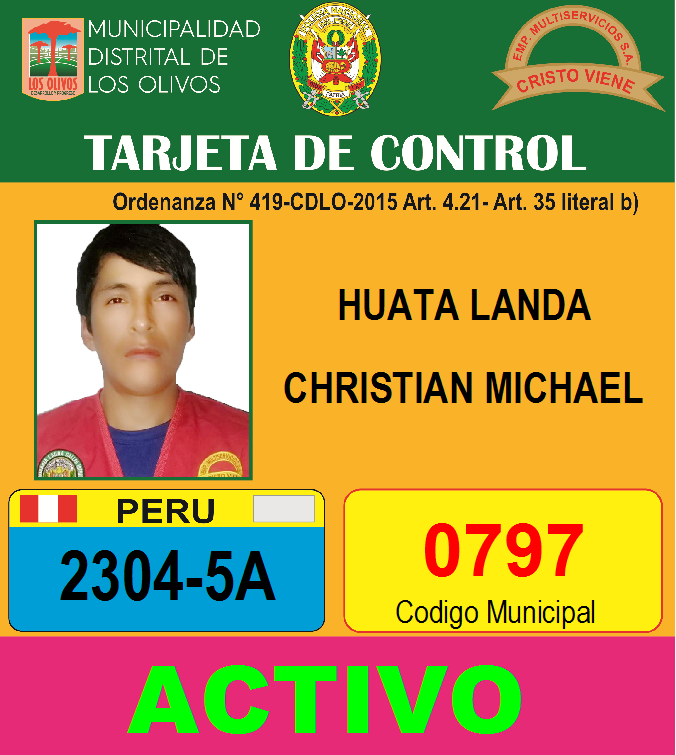 MUNICIPALIDAD
DISTRITAL DE
LOS OLIVOS
LOS OLIVOS
EMP. MULTISERVICIOS S.A.
CRISTO VIENE
TARJETA DE CONTROL
Ordenanza N° 419-CDLO-2015 Art. 4.21- Art. 35 literal b)
HUATA LANDA
CHRISTIAN MICHAEL
PERU
2304-5A
0797
Codigo Municipal
ACTIVO